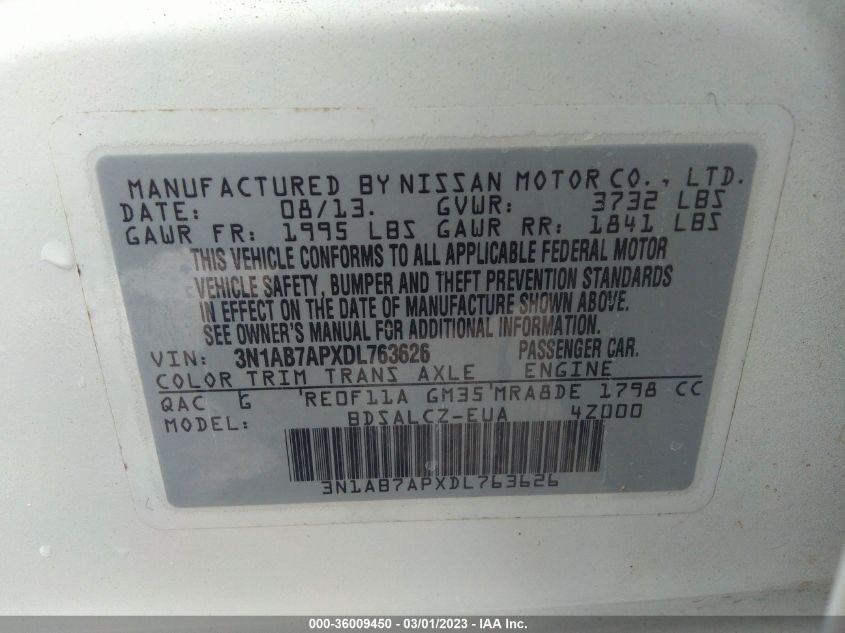 MANUFACTURED BY NISSAN MOTOR CO., LTD.
DATE: 08/13. GVWR: 3732 LBS
GAWR FR: 1995 LBS GAWR RR: 1841 LBS
THIS VEHICLE CONFORMS TO ALL APPLICABLE FEDERAL MOTOR
VEHICLE SAFETY, BUMPER AND THEFT PREVENTION STANDARDS
IN EFFECT ON THE DATE OF MANUFACTURE SHOWN ABOVE.
SEE OWNER'S MANUAL FOR ADDITIONAL INFORMATION.
VIN: 3N1AB7APXDL763626 PASSENGER CAR.
COLOR TRIM TRANS AXLE ENGINE
QAC G 'RE0F11A GM35'MRA8DE 1798 CC
MODEL: BDSALCZ-EUA 4Z000
3N1AB7APXDL763626
000-36009450 - 03/01/2023 - IAA Inc.